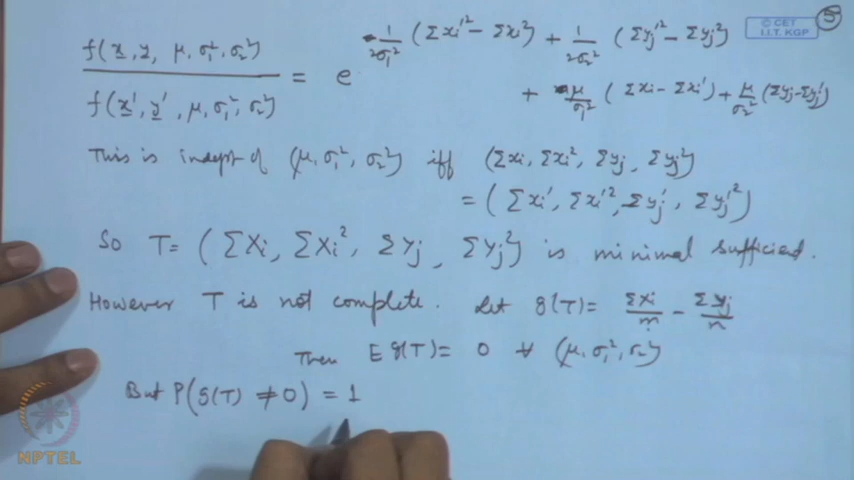 © CET
I.I.T. KGP
5
f(x, y, μ, σ₁², σ₂²) / f(x', y', μ, σ₁², σ₂²) = e^{-1/2σ₁² (Σxi'² - Σxi²) + 1/2σ₂² (Σyj'² - Σyj²)
+ μ/σ₁² (Σxi - Σxi') + μ/σ₂² (Σyj - Σyj')}
This is indept of (μ, σ₁², σ₂²) iff (Σxi, Σxi², Σyj, Σyj²)
= (Σxi', Σxi'², Σyj', Σyj'²)
So T = (ΣXi, ΣXi², ΣYj, ΣYj²) is minimal sufficient.
However T is not complete. Let g(T) = Σxi/m - Σyj/n
Then E g(T) = 0 ∀ (μ, σ₁², σ₂²)
But P(g(T) ≠ 0) = 1
NPTEL